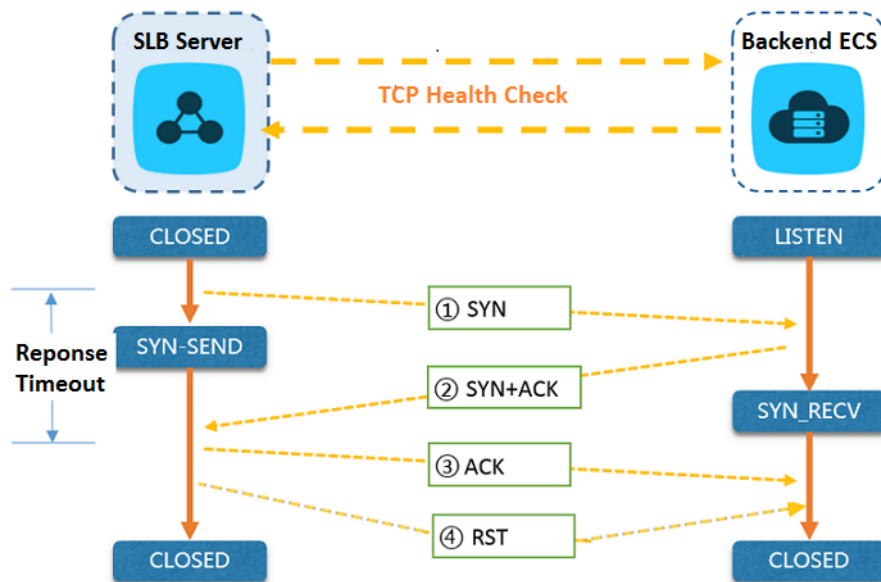 SLB Server
Backend ECS
TCP Health Check
CLOSED
LISTEN
① SYN
SYN-SEND
Reponse
Timeout
② SYN+ACK
SYN_RECV
③ ACK
④ RST
CLOSED
CLOSED